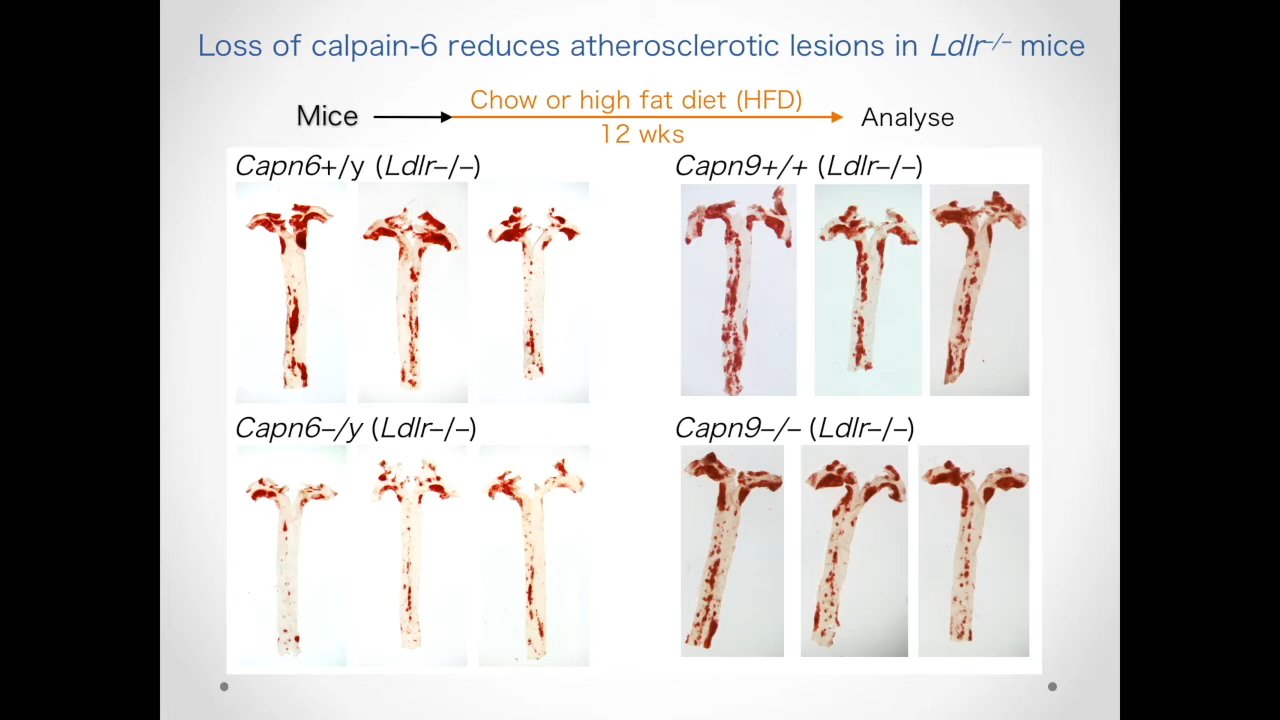 Loss of calpain-6 reduces atherosclerotic lesions in Ldlr–/– mice
Mice
Chow or high fat diet (HFD)
12 wks
Analyse
Capn6+/y (Ldlr–/–)
Capn9+/+ (Ldlr–/–)
Capn6–/y (Ldlr–/–)
Capn9–/– (Ldlr–/–)